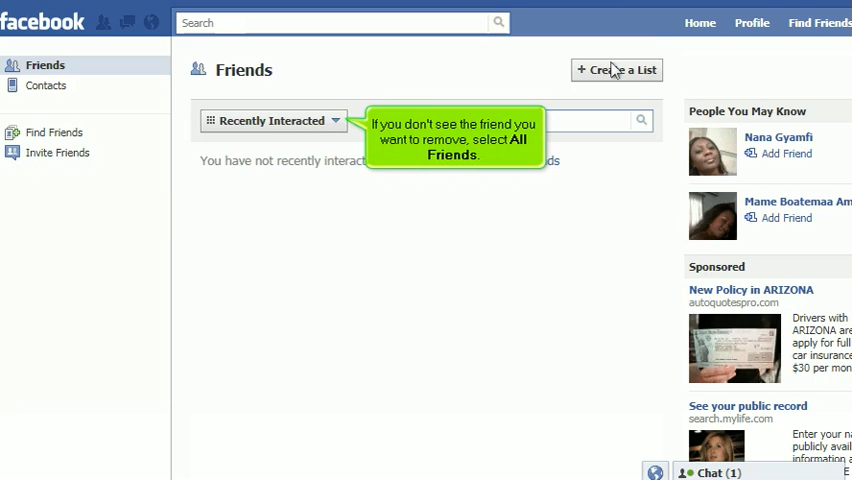 facebook
Search
Home Profile Find Friends
Friends
Contacts
Find Friends
Invite Friends
Friends
+ Create a List
Recently Interacted
If you don't see the friend you
want to remove, select All
Friends.
You have not recently interac
ds
People You May Know
Nana Gyamfi
Add Friend
Mame Boatemaa Am
Add Friend
Sponsored
New Policy in ARIZONA
autoquotespro.com
Drivers with
ARIZONA are
apply for full
car insurance
$30 per mon
See your public record
search.mylife.com
Enter your na
publicly avail
information a
Chat (1)